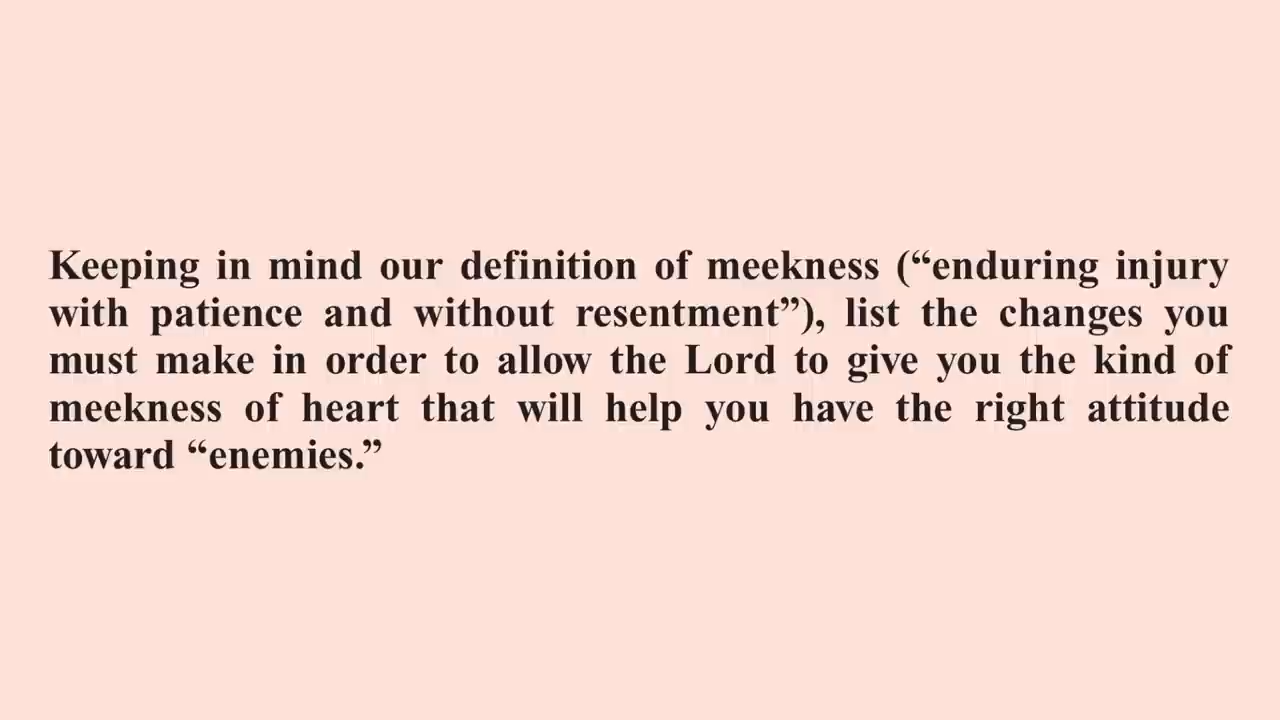 Keeping in mind our definition of meekness (“enduring injury
with patience and without resentment”), list the changes you
must make in order to allow the Lord to give you the kind of
meekness of heart that will help you have the right attitude
toward “enemies.”